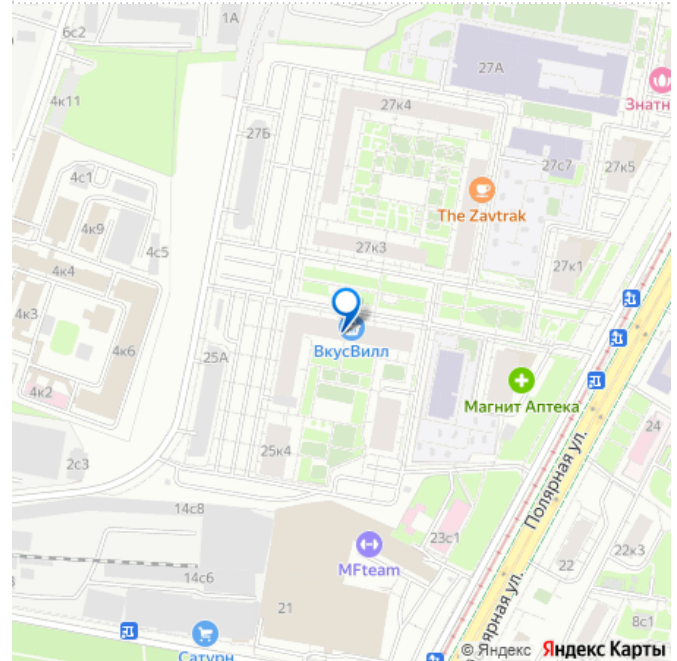 1А
6с2
27А
Знатн
4к11
27к4
27Б
27с7
27к5
4с1
The Zavtrak
4к9
4с5
27к3
4к4
27к1
4к3
ВкусВилл
25А
4к6
Магнит Аптека
4к2
24
25к4
2с3
Полярная ул.
14с8
23с1
22к3
MFteam
22
14с6
21
Полярная ул.
8с1
Сатурн
© Яндекс Яндекс Карты